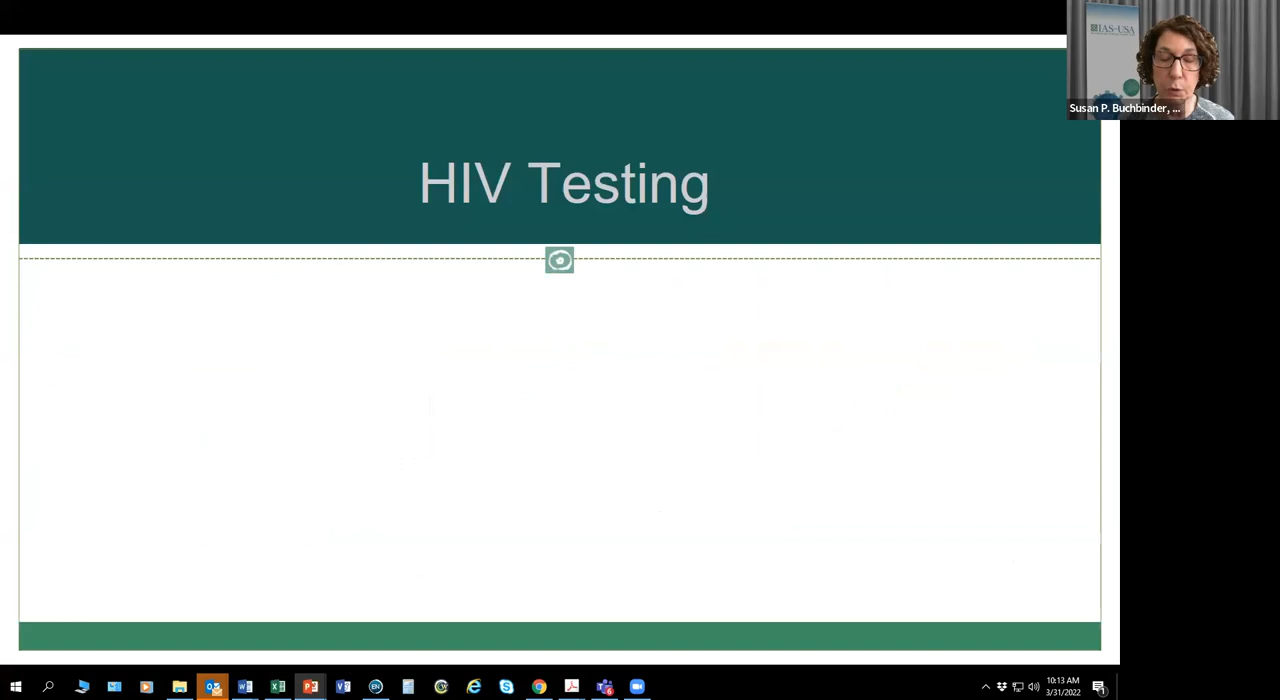 IAS-USA
Susan P. Buchbinder, ...
HIV Testing
10:13 AM
3/31/2022